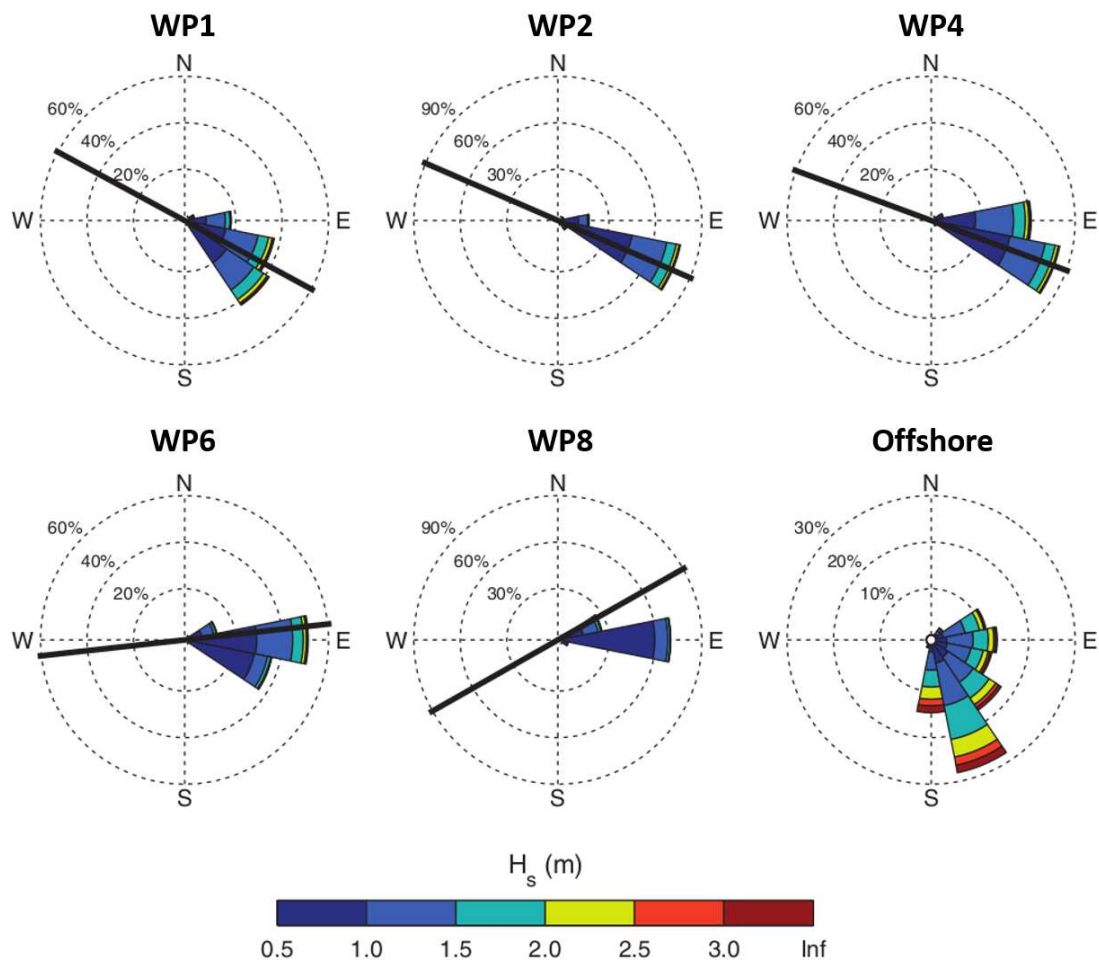 WP1 WP2 WP4
N N N
60% 90% 60%
40% 60% 40%
20% 30% 20%
W E W E W E
S S S
WP6 WP8 Offshore
N N N
60% 90% 30%
40% 60% 20%
20% 30% 10%
W E W E W E
S S S
Hs (m)
0.5 1.0 1.5 2.0 2.5 3.0 Inf